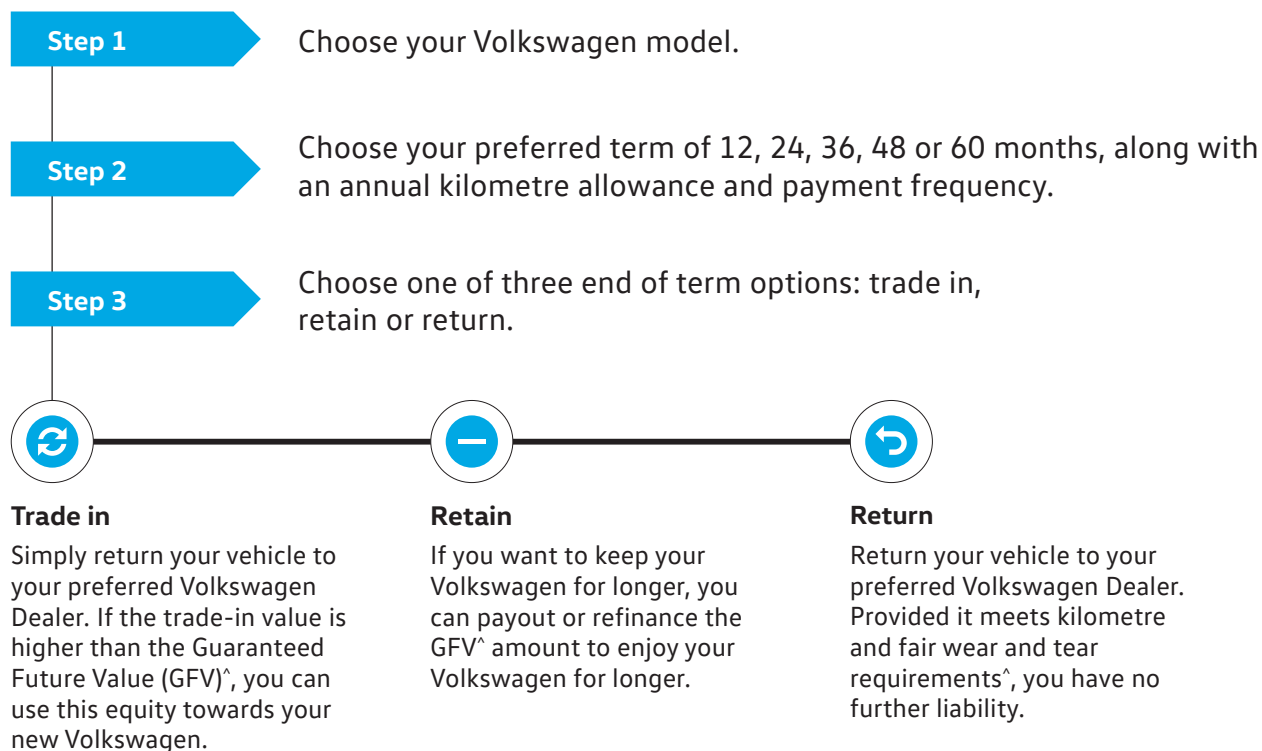 Step 1
Choose your Volkswagen model.
Step 2
Choose your preferred term of 12, 24, 36, 48 or 60 months, along with
an annual kilometre allowance and payment frequency.
Step 3
Choose one of three end of term options: trade in,
retain or return.
Trade in
Simply return your vehicle to
your preferred Volkswagen
Dealer. If the trade-in value is
higher than the Guaranteed
Future Value (GFV)^, you can
use this equity towards your
new Volkswagen.
Retain
If you want to keep your
Volkswagen for longer, you
can payout or refinance the
GFV^ amount to enjoy your
Volkswagen for longer.
Return
Return your vehicle to your
preferred Volkswagen Dealer.
Provided it meets kilometre
and fair wear and tear
requirements^, you have no
further liability.